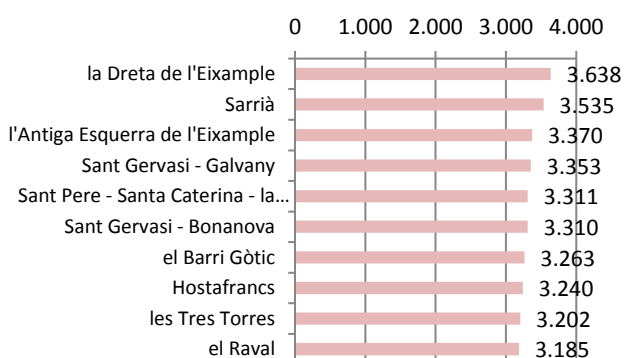 0 1.000 2.000 3.000 4.000
la Dreta de l'Eixample 3.638
Sarrià 3.535
l'Antiga Esquerra de l'Eixample 3.370
Sant Gervasi - Galvany 3.353
Sant Pere - Santa Caterina - la... 3.311
Sant Gervasi - Bonanova 3.310
el Barri Gòtic 3.263
Hostafrancs 3.240
les Tres Torres 3.202
el Raval 3.185